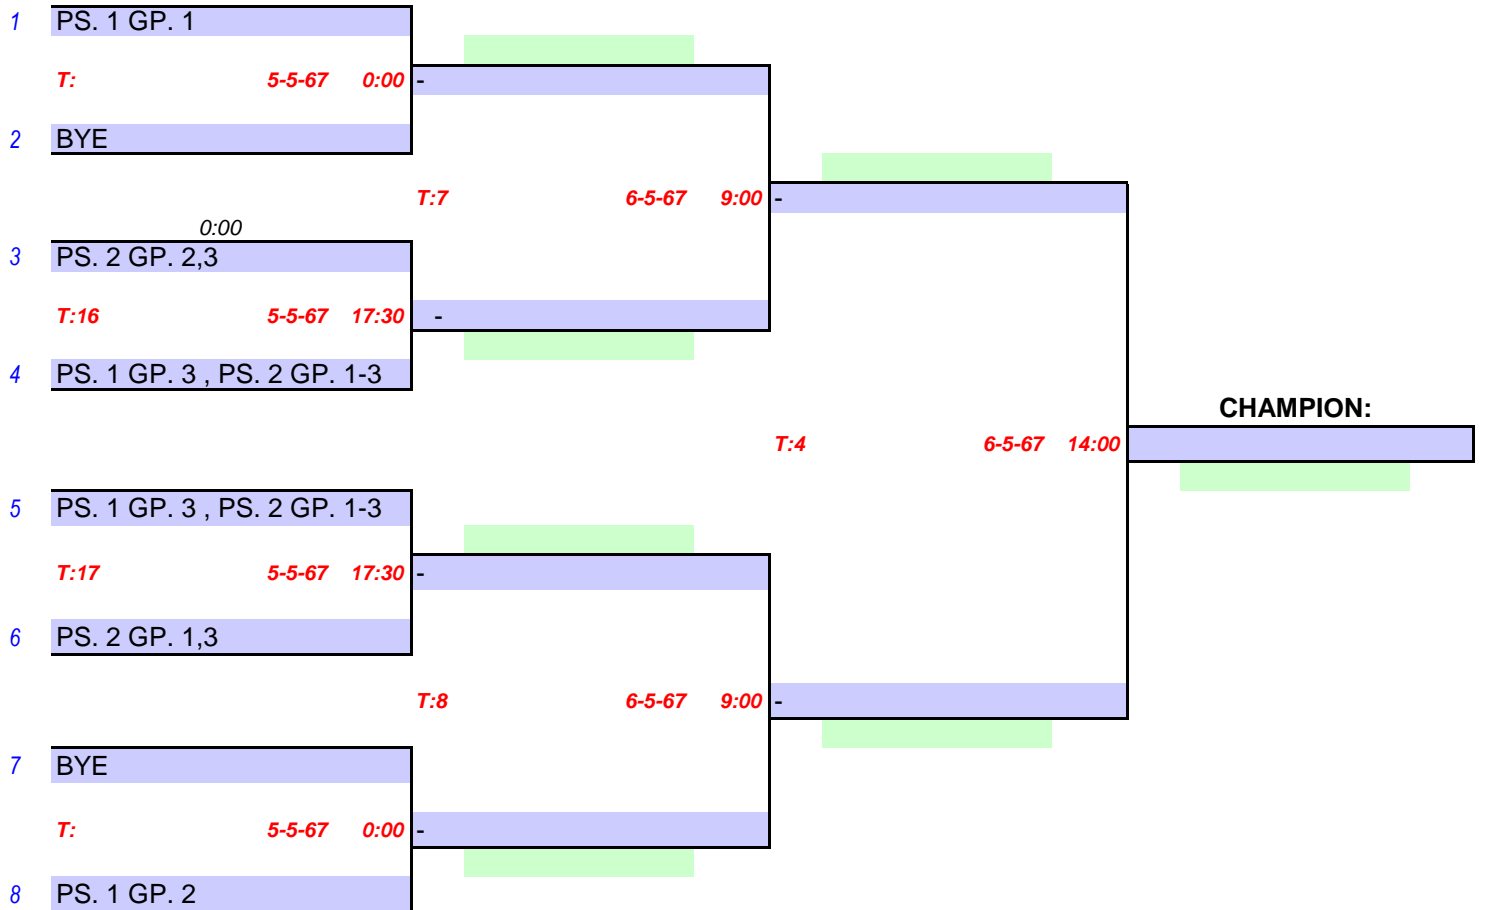 1 PS. 1 GP. 1
T: 5-5-67 0:00 -
2 BYE
T:7 6-5-67 9:00 -
0:00
3 PS. 2 GP. 2,3
T:16 5-5-67 17:30 -
4 PS. 1 GP. 3 , PS. 2 GP. 1-3
CHAMPION:
T:4 6-5-67 14:00
5 PS. 1 GP. 3 , PS. 2 GP. 1-3
T:17 5-5-67 17:30 -
6 PS. 2 GP. 1,3
T:8 6-5-67 9:00 -
7 BYE
T: 5-5-67 0:00 -
8 PS. 1 GP. 2